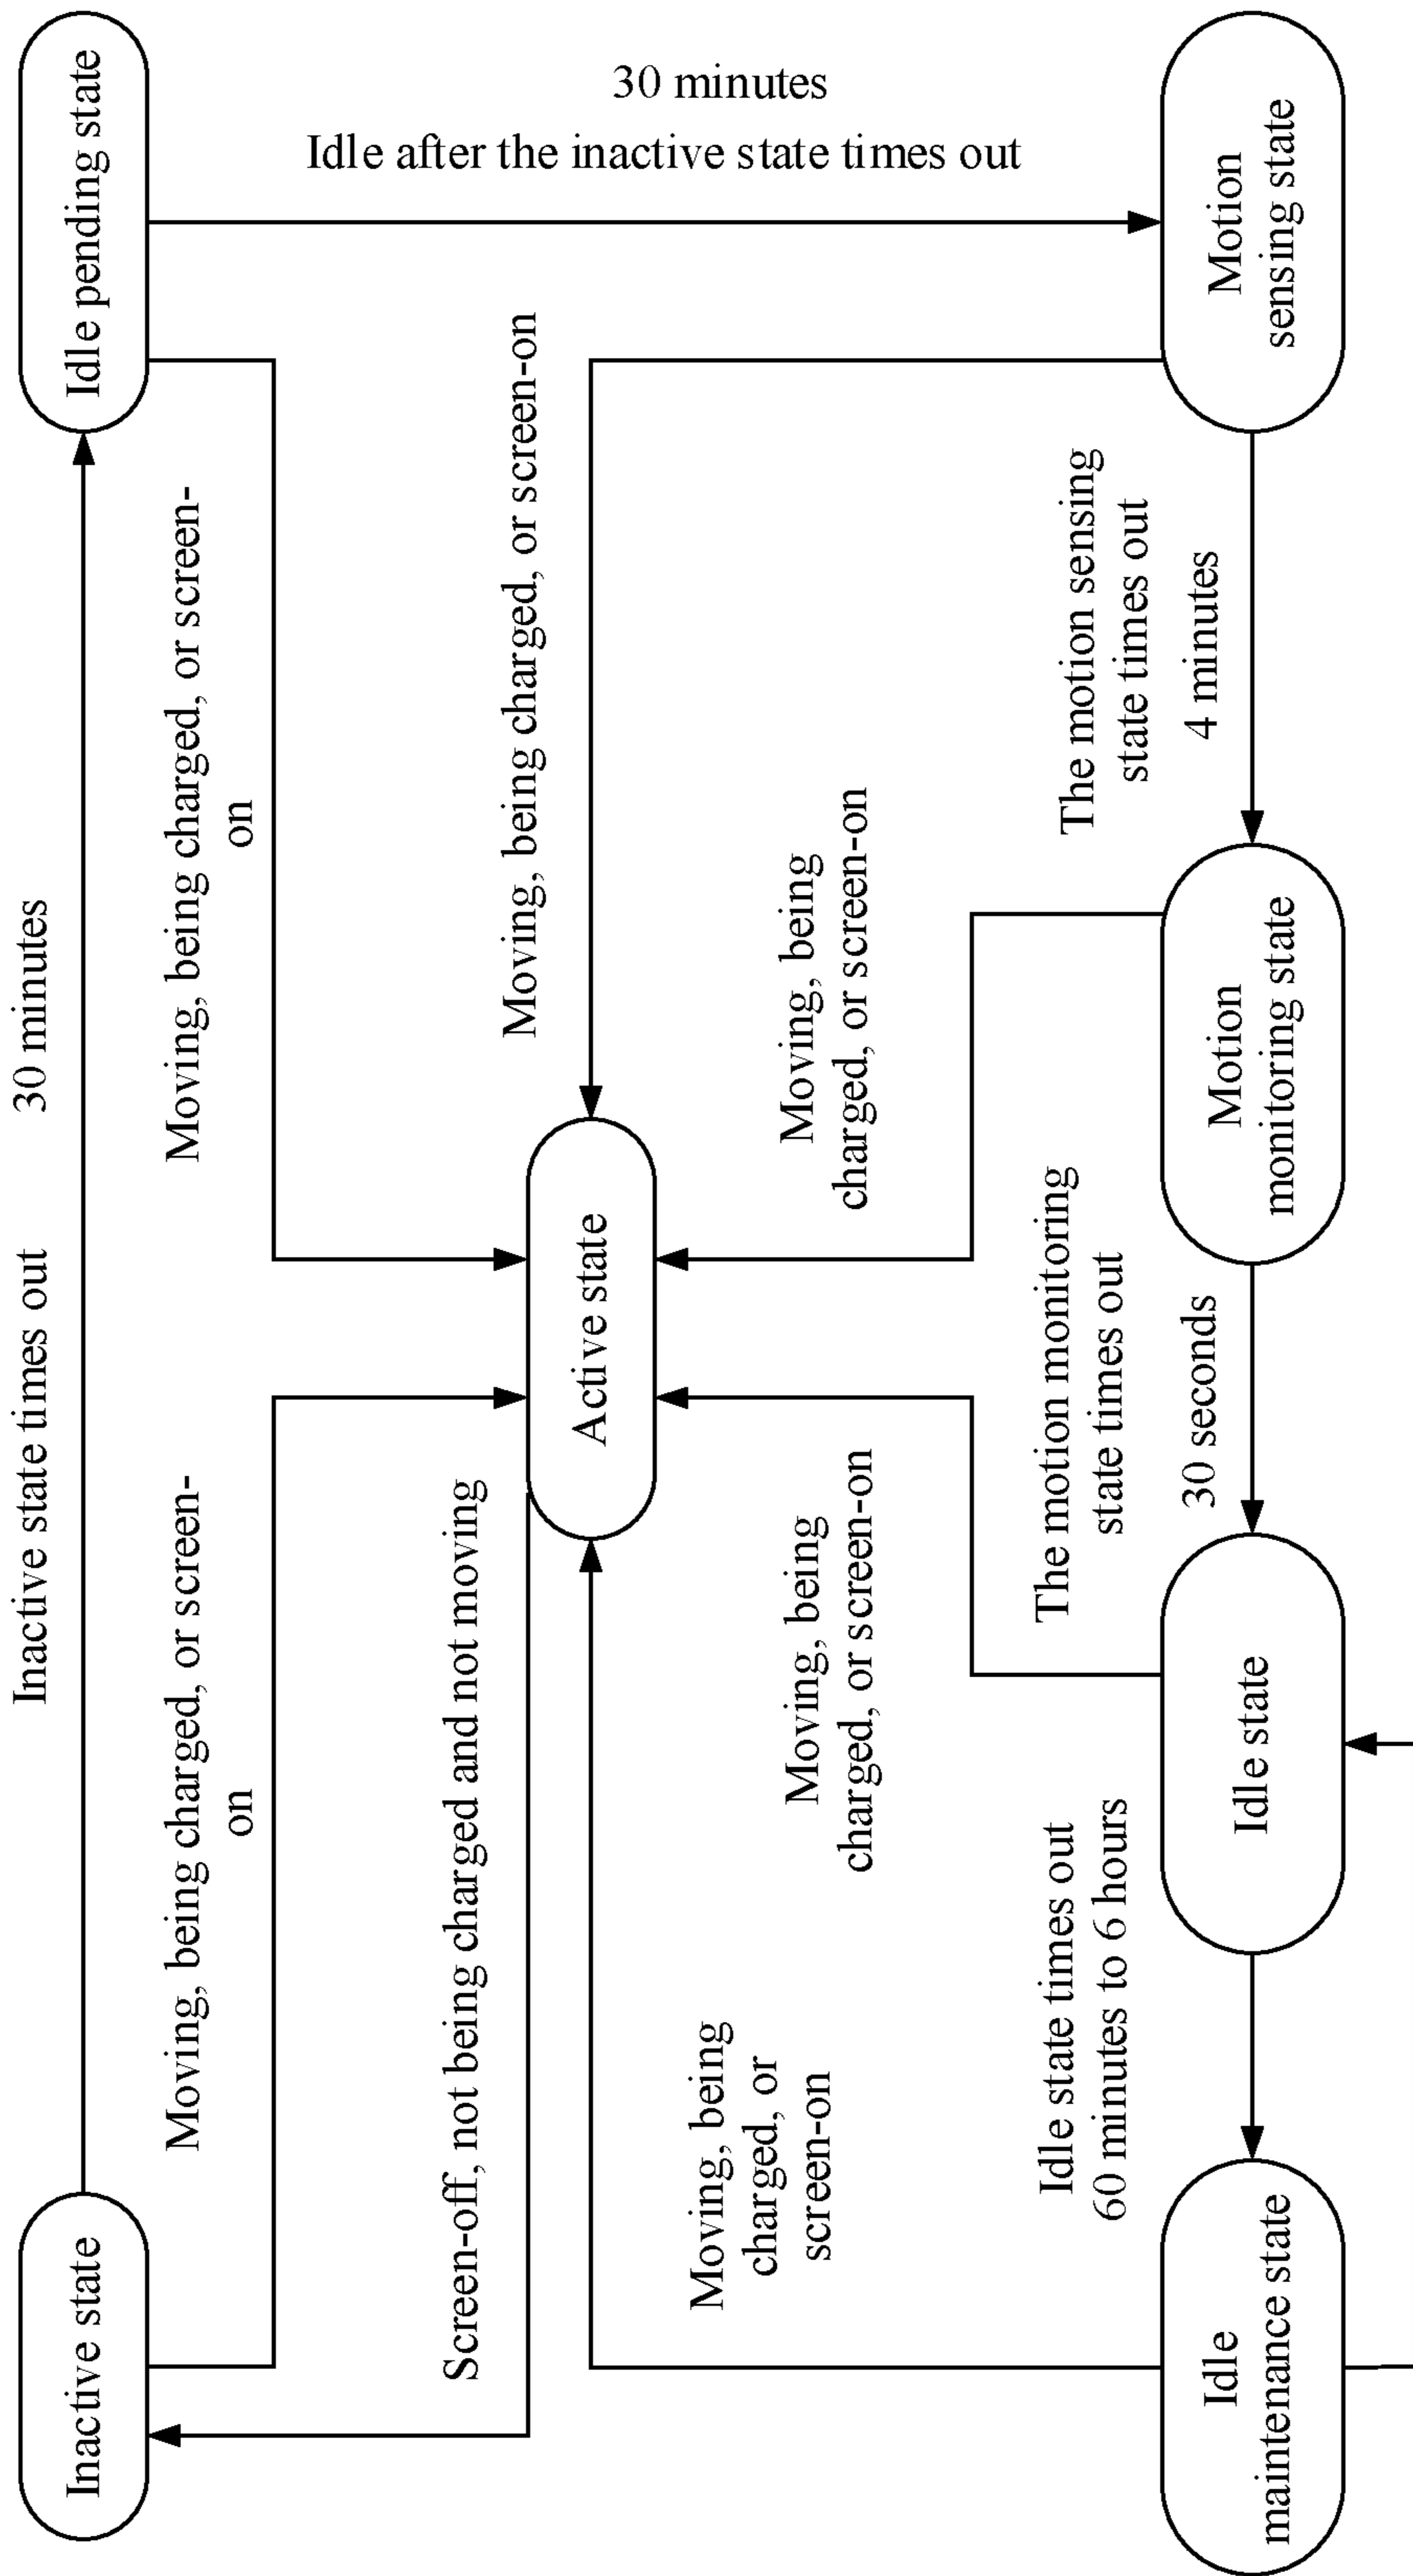 Inactive state times out
30 minutes
Inactive state
Idle pending state
Moving, being charged, or screen-
on
Moving, being charged, or screen-
on
30 minutes
Idle after the inactive state times out
Screen-off, not being charged and not moving
Moving, being charged, or screen-on
Active state
Moving, being
charged, or
screen-on
Moving, being
charged, or screen-on
Moving, being
charged, or screen-on
Idle state times out
60 minutes to 6 hours
The motion monitoring
state times out
30 seconds
The motion sensing
state times out
4 minutes
Idle
maintenance state
Idle state
Motion
monitoring state
Motion
sensing state